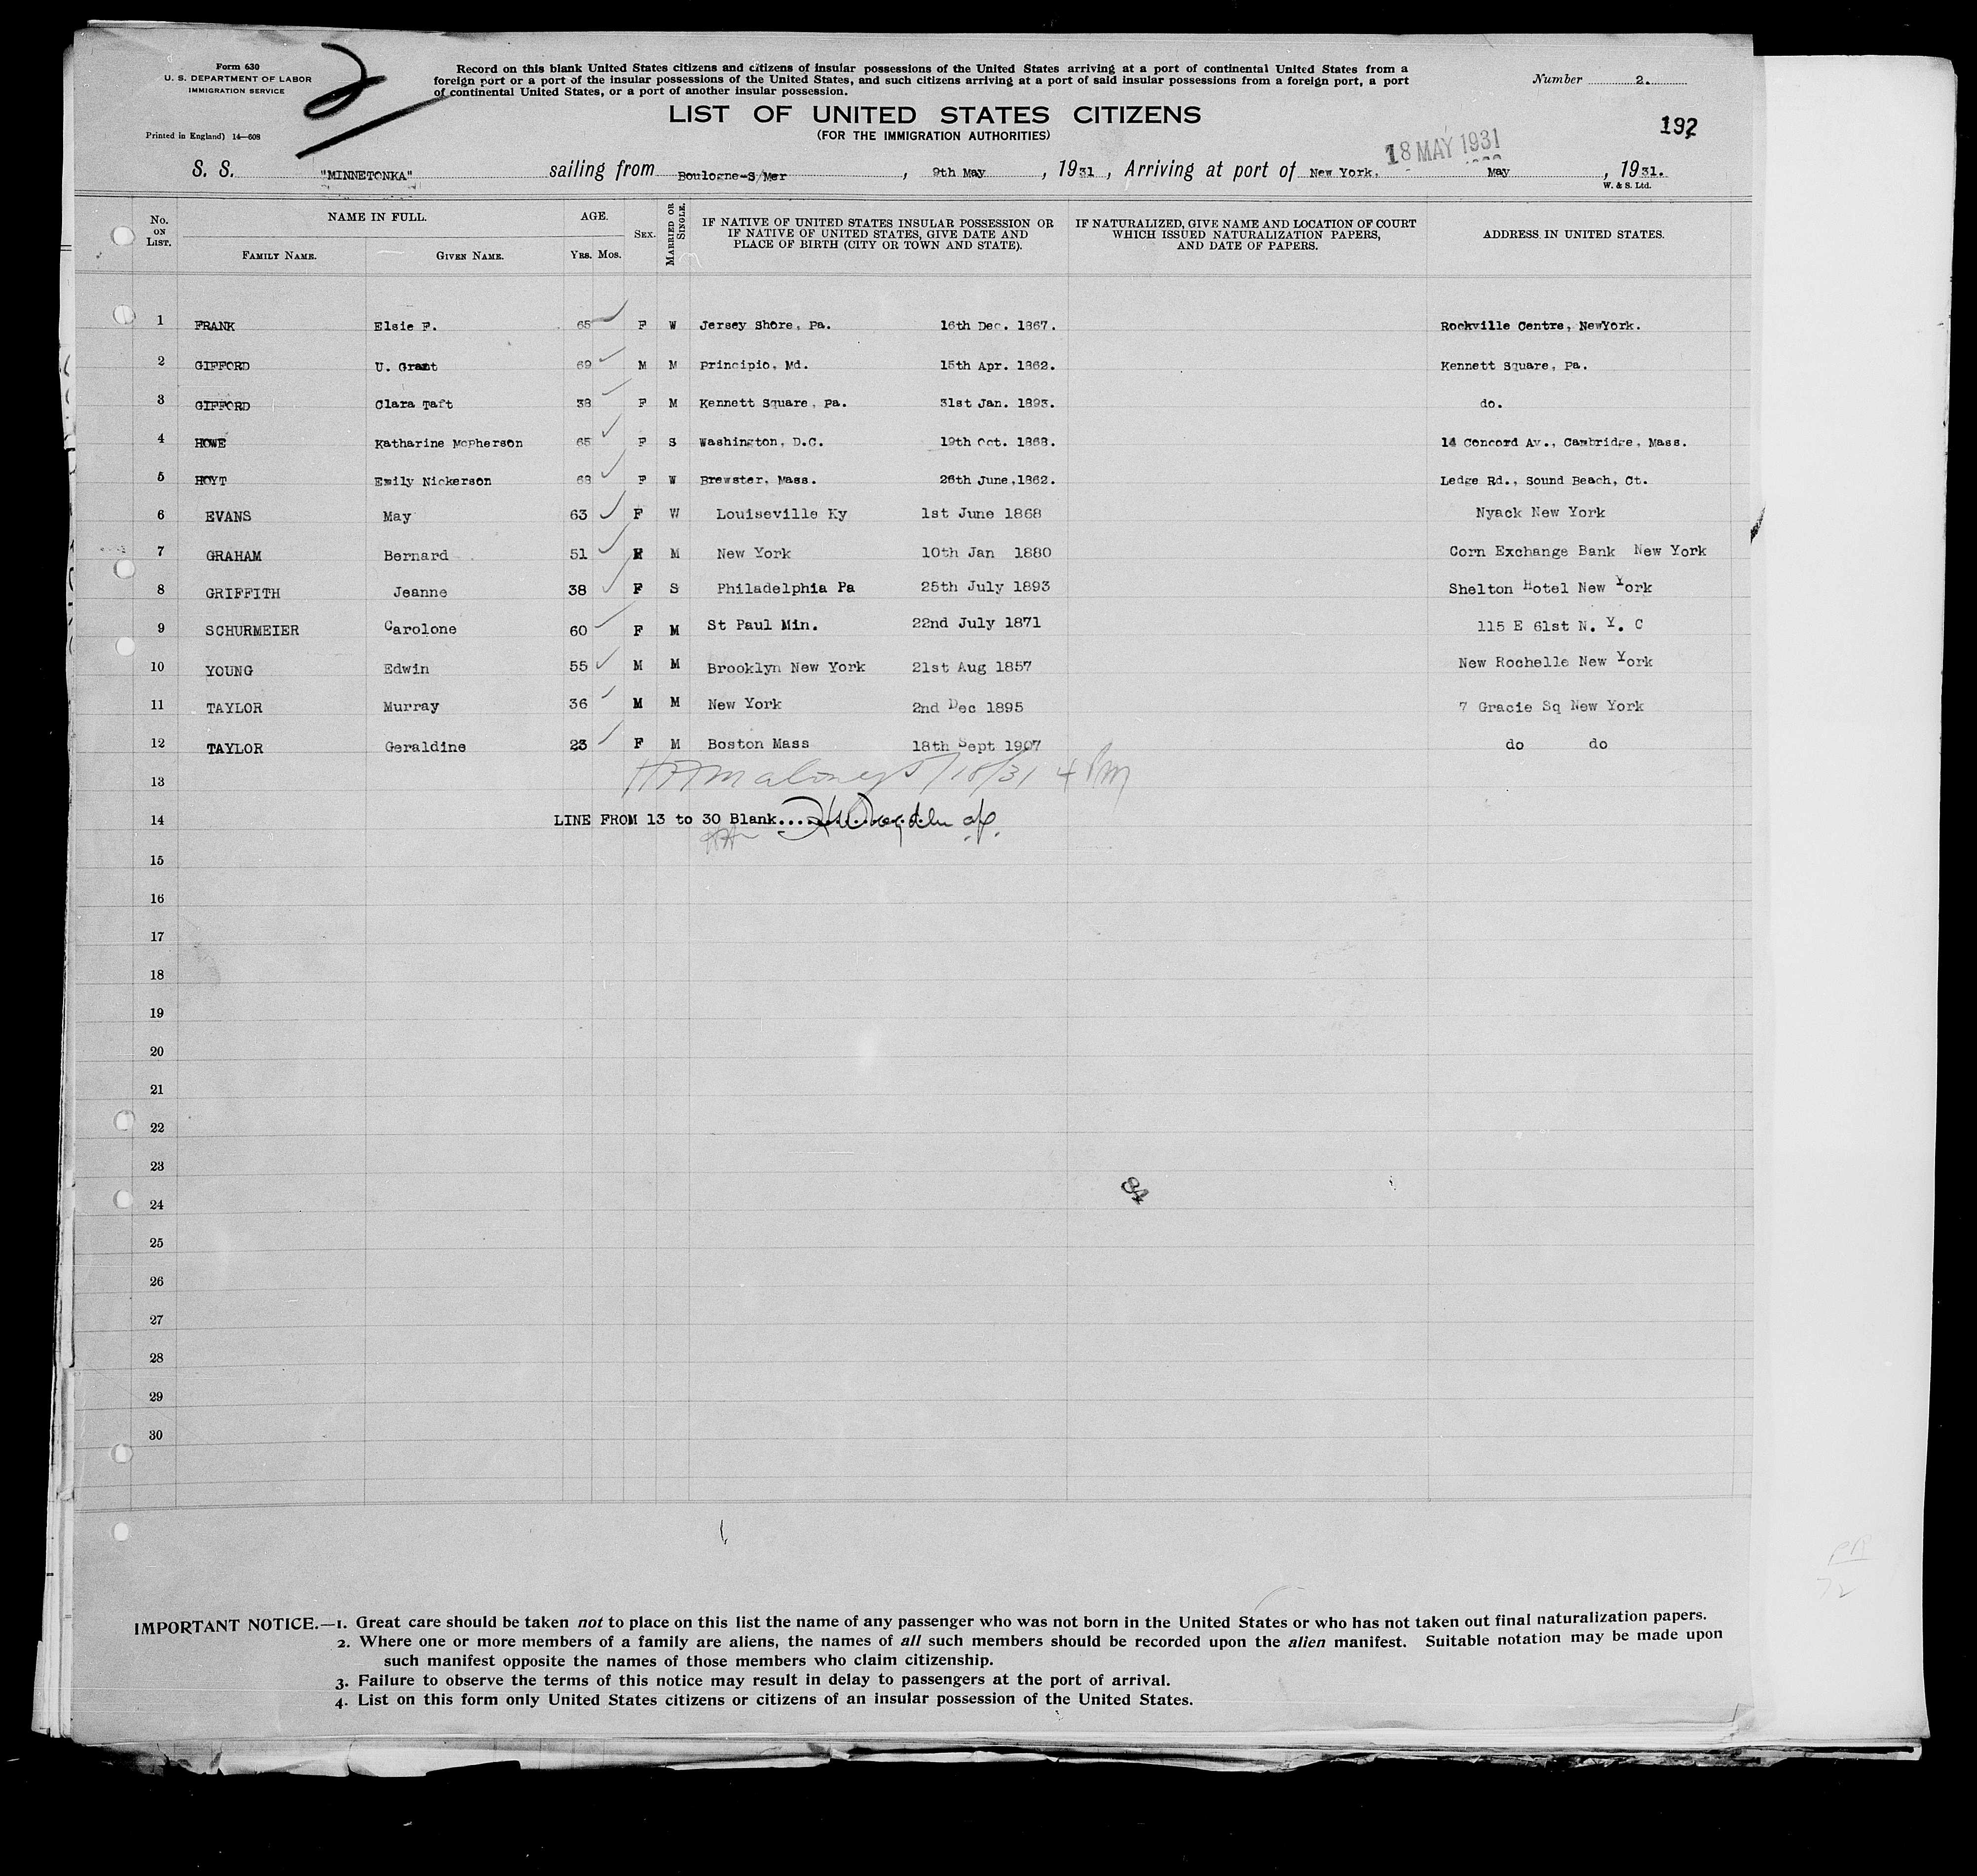 Form 630
U. S. DEPARTMENT OF LABOR
IMMIGRATION SERVICE
Printed in England) 14—608
2
Record on this blank United States citizens and citizens of insular possessions of the United States arriving at a port of continental United States from a
foreign port or a port of the insular possessions of the United States, and such citizens arriving at a port of said insular possessions from a foreign port, a port
of continental United States, or a port of another insular possession.
Number 2.
LIST OF UNITED STATES CITIZENS
(FOR THE IMMIGRATION AUTHORITIES)
192
18 MAY 1931
S. S. "MINNETONKA" sailing from Boulogne-S/Mer, 9th May, 1931, Arriving at port of New York. May, 1931.
W. & S. Ltd.
No. ON LIST. NAME IN FULL. AGE. SEX. MARRIED OR SINGLE. IF NATIVE OF UNITED STATES INSULAR POSSESSION OR IF NATIVE OF UNITED STATES, GIVE DATE AND PLACE OF BIRTH (CITY OR TOWN AND STATE). IF NATURALIZED, GIVE NAME AND LOCATION OF COURT WHICH ISSUED NATURALIZATION PAPERS, AND DATE OF PAPERS. ADDRESS IN UNITED STATES.
FAMILY NAME. GIVEN NAME. YRS. MOS.
1 FRANK Elsie F. 65 F W Jersey Shore, Pa. 16th Dec. 1867. Rockville Centre, NewYork.
2 GIFFORD U. Grant 69 M M Principio, Md. 15th Apr. 1862. Kennett Square, Pa.
3 GIFFORD Clara Taft 38 F M Kennett Square, Pa. 31st Jan. 1893. do.
4 HOWE Katharine McPherson 65 F S Washington, D.C. 19th Oct. 1868. 14 Concord Av., Cambridge, Mass.
5 HOYT Emily Nickerson 68 F W Brewster, Mass. 26th June,1862. Ledge Rd., Sound Beach, Ct.
6 EVANS May 63 F W Louiseville Ky 1st June 1868 Nyack New York
7 GRAHAM Bernard 51 M New York 10th Jan 1880 Corn Exchange Bank New York
8 GRIFFITH Jeanne 38 F S Philadelphia Pa 25th July 1893 Shelton Hotel New York
9 SCHURMEIER Carolone 60 F M St Paul Min. 22nd July 1871 115 E 61st N. Y. C
10 YOUNG Edwin 55 M M Brooklyn New York 21st Aug 1857 New Rochelle New York
11 TAYLOR Murray 36 M M New York 2nd Dec 1895 7 Gracie Sq New York
12 TAYLOR Geraldine 23 F M Boston Mass 18th Sept 1907 do do
13 Maloney 5/18/31 4 PM
14 LINE FROM 13 to 30 Blank
15
16
17
18
19
20
21
22
23
24
25
26
27
28
29
30
IMPORTANT NOTICE.—1. Great care should be taken not to place on this list the name of any passenger who was not born in the United States or who has not taken out final naturalization papers.
2. Where one or more members of a family are aliens, the names of all such members should be recorded upon the alien manifest. Suitable notation may be made upon
such manifest opposite the names of those members who claim citizenship.
3. Failure to observe the terms of this notice may result in delay to passengers at the port of arrival.
4. List on this form only United States citizens or citizens of an insular possession of the United States.